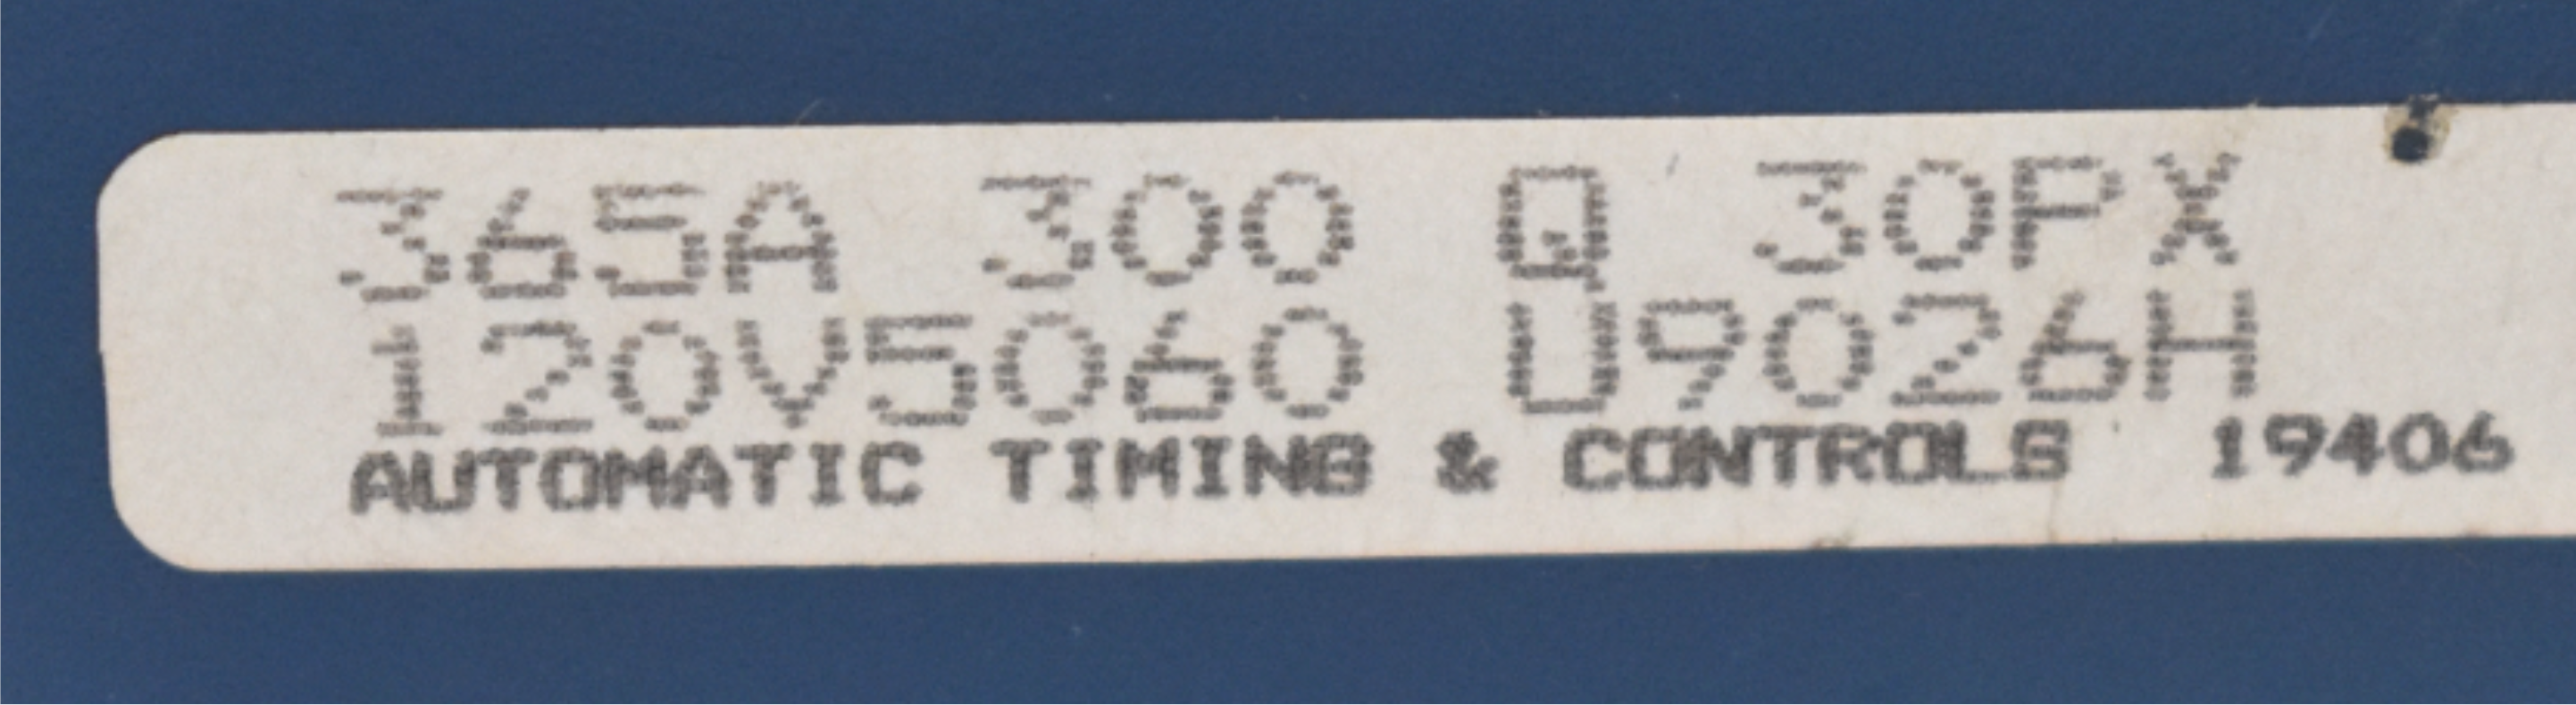 365A 300 Q 30PX
120V5060 U9026H
AUTOMATIC TIMING & CONTROLS 19406